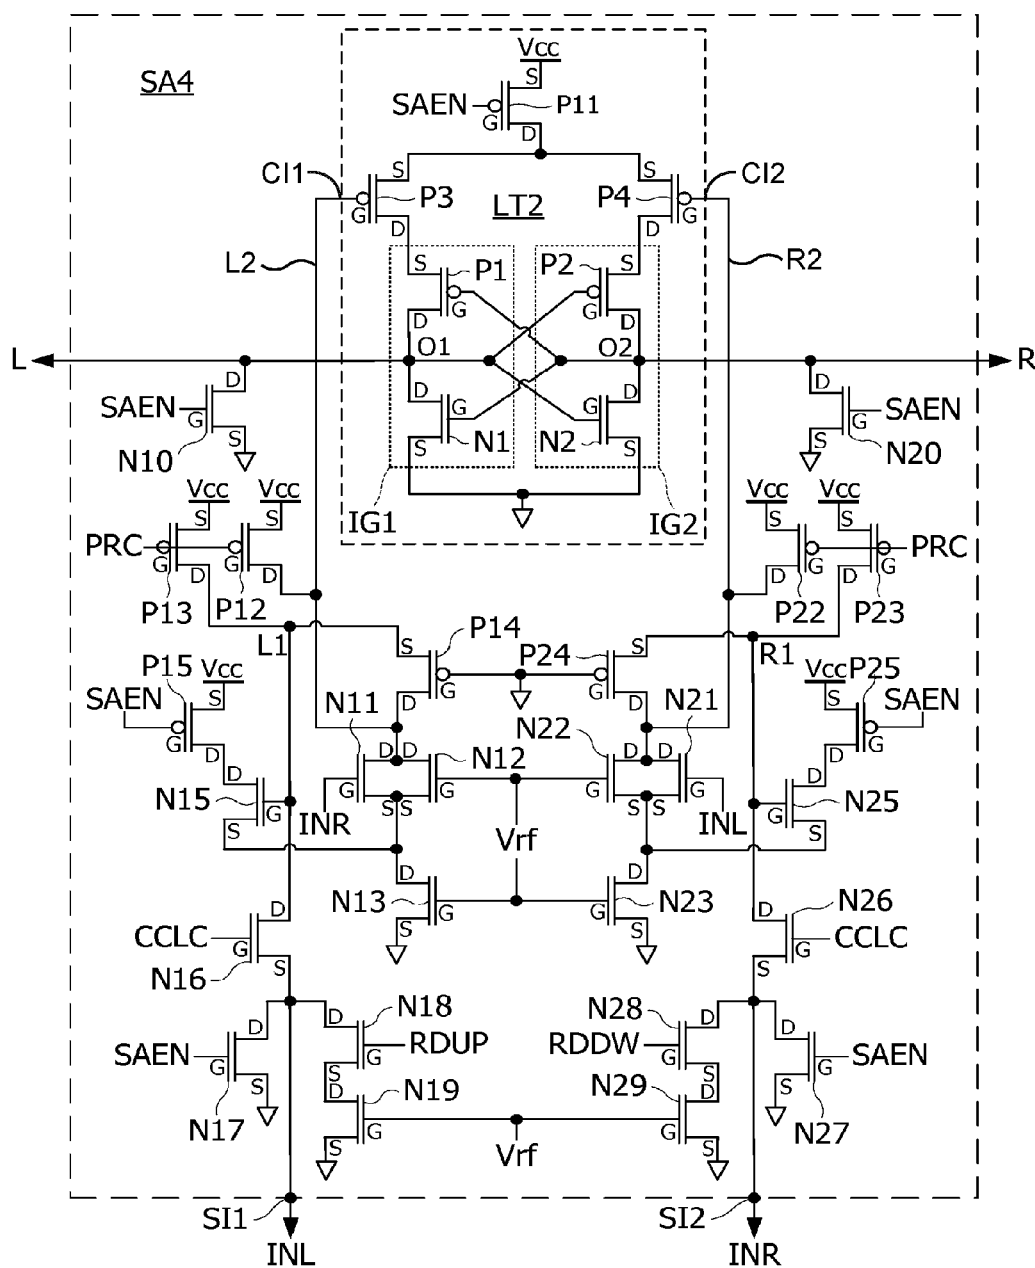 Vcc
SA4
S
SAEN
P11
G
D
S
S
CI1
CI2
P3
LT2
P4
G
G
D
D
L2
R2
S
S
P1
P2
G
G
D
D
L
O1
O2
R
D
D
D
D
SAEN
G
G
G
G
SAEN
S
S
S
S
N10
N1
N2
N20
Vcc
Vcc
IG1
IG2
Vcc
Vcc
S
S
S
S
PRC
G
G
G
G
PRC
D
D
D
D
P13
P12
P22
P23
L1
S
P14
P24
S
R1
P15
Vcc
Vcc
P25
SAEN
S
G
G
S
SAEN
G
D
D
G
N11
N21
D
D
D
N12
N22
D
D
D
D
D
N15
G
G
G
G
G
G
N25
S
INR
S
S
S
S
INL
S
Vrf
D
D
N13
G
G
N23
N26
S
S
D
D
CCLC
G
G
CCLC
N16
S
S
N18
N28
D
D
D
D
SAEN
G
G
RDUP
RDDW
G
G
SAEN
S
S
S
S
N17
D
N19
N29
D
N27
G
G
S
Vrf
S
SI1
SI2
INL
INR